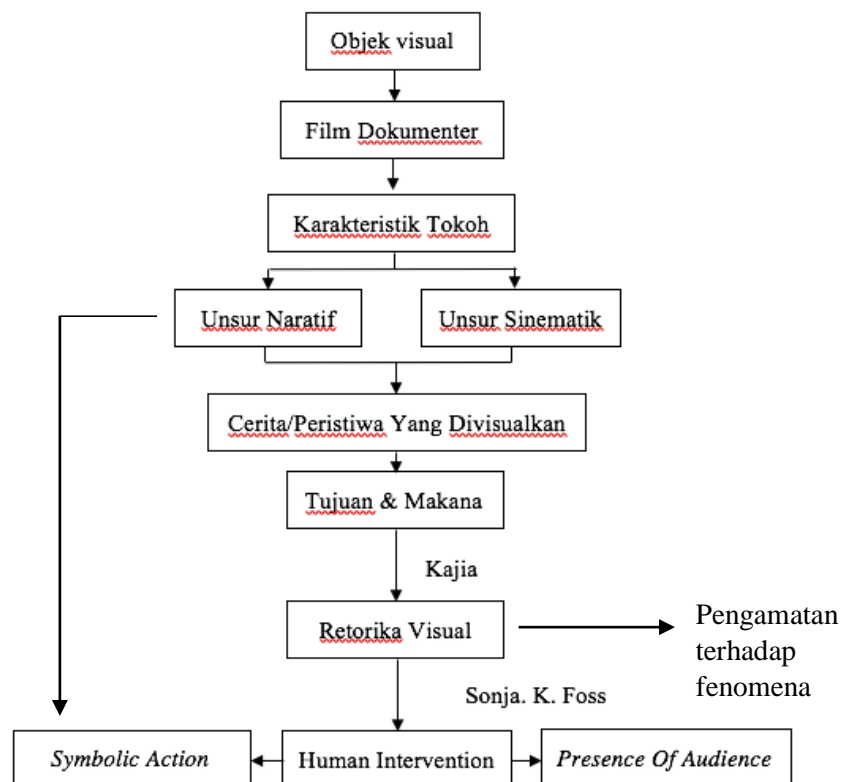 Objek visual
Film Dokumenter
Karakteristik Tokoh
Unsur Naratif
Unsur Sinematik
Cerita/Peristiwa Yang Divisualkan
Tujuan & Makana
Kajia
Retorika Visual
Pengamatan
terhadap
fenomena
Sonja. K. Foss
Symbolic Action
Human Intervention
Presence Of Audience